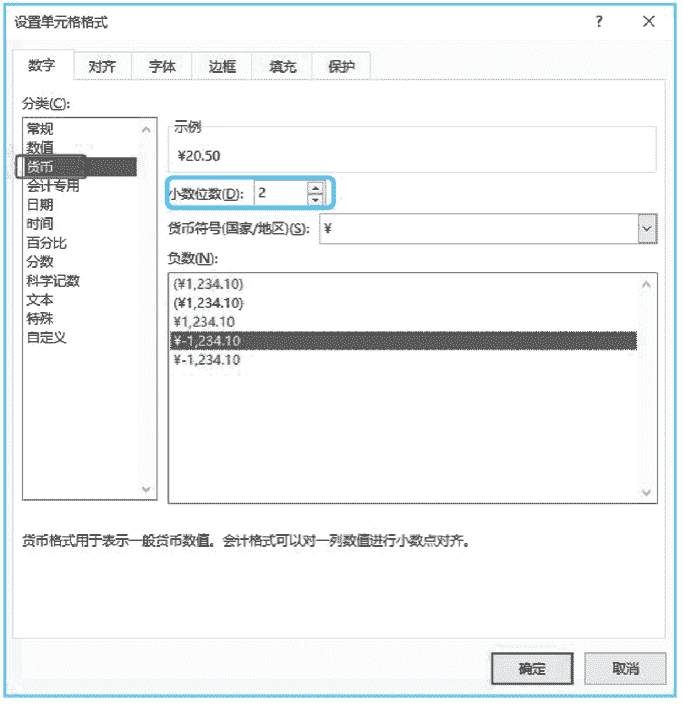 设置单元格格式
?
×
数字 对齐 字体 边框 填充 保护
分类(C):
常规
数值
货币
会计专用
日期
时间
百分比
分数
科学记数
文本
特殊
自定义
示例
¥20.50
小数位数(D): 2
货币符号(国家/地区)(S): ¥
负数(N):
(¥1,234.10)
(¥1,234.10)
¥1,234.10
¥-1,234.10
¥-1,234.10
货币格式用于表示一般货币数值。会计格式可以对一列数值进行小数点对齐。
确定 取消